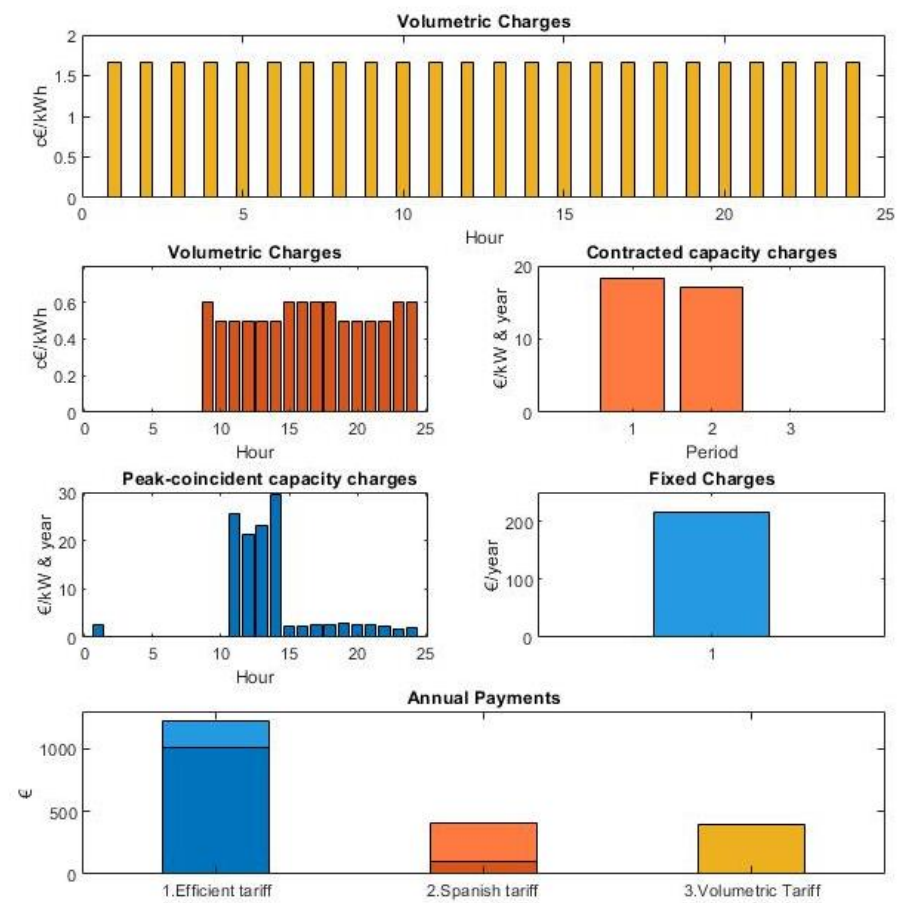 Volumetric Charges
2
1.5
1
0.5
0
c€/kWh
0 5 10 15 20 25
Hour
Volumetric Charges
0.6
0.4
0.2
0
c€/kWh
0 5 10 15 20 25
Hour
Contracted capacity charges
20
10
0
€/kW & year
1 2 3
Period
Peak-coincident capacity charges
30
20
10
0
€/kW & year
0 5 10 15 20 25
Hour
Fixed Charges
200
100
0
€/year
1
Annual Payments
1000
500
0
€
1.Efficient tariff 2.Spanish tariff 3.Volumetric Tariff